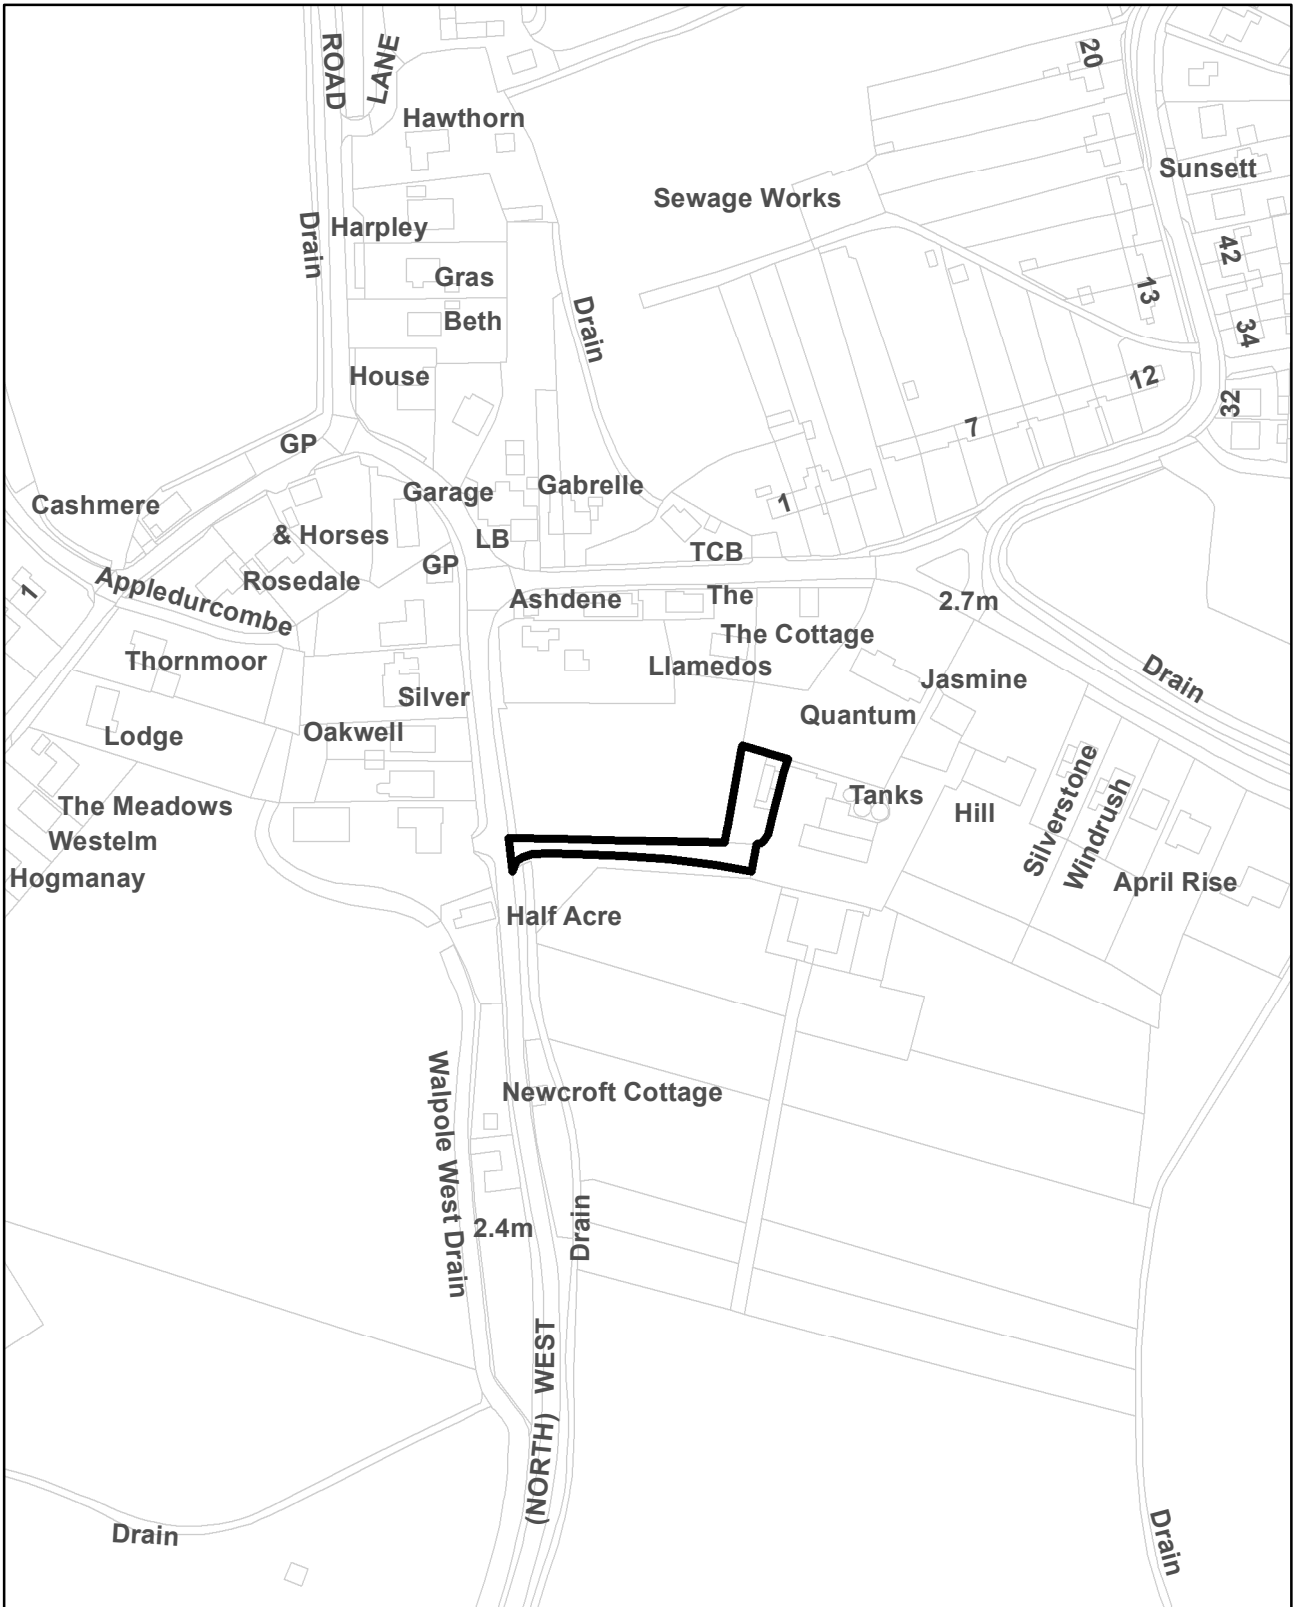 ROAD
LANE
20
Hawthorn
Sunsett
Sewage Works
Harpley
Drain
42
Gras
13
Beth
Drain
34
House
12
32
7
GP
Garage
Gabrelle
Cashmere
1
& Horses
LB
TCB
GP
Rosedale
Appledurcombe
1
Ashdene
The
2.7m
The Cottage
Thornmoor
Llamedos
Jasmine
Drain
Silver
Quantum
Oakwell
Lodge
Tanks
The Meadows
Hill
Silverstone
Windrush
Westelm
Hogmanay
April Rise
Half Acre
Newcroft Cottage
Walpole West Drain
2.4m
Drain
(NORTH) WEST
Drain
Drain